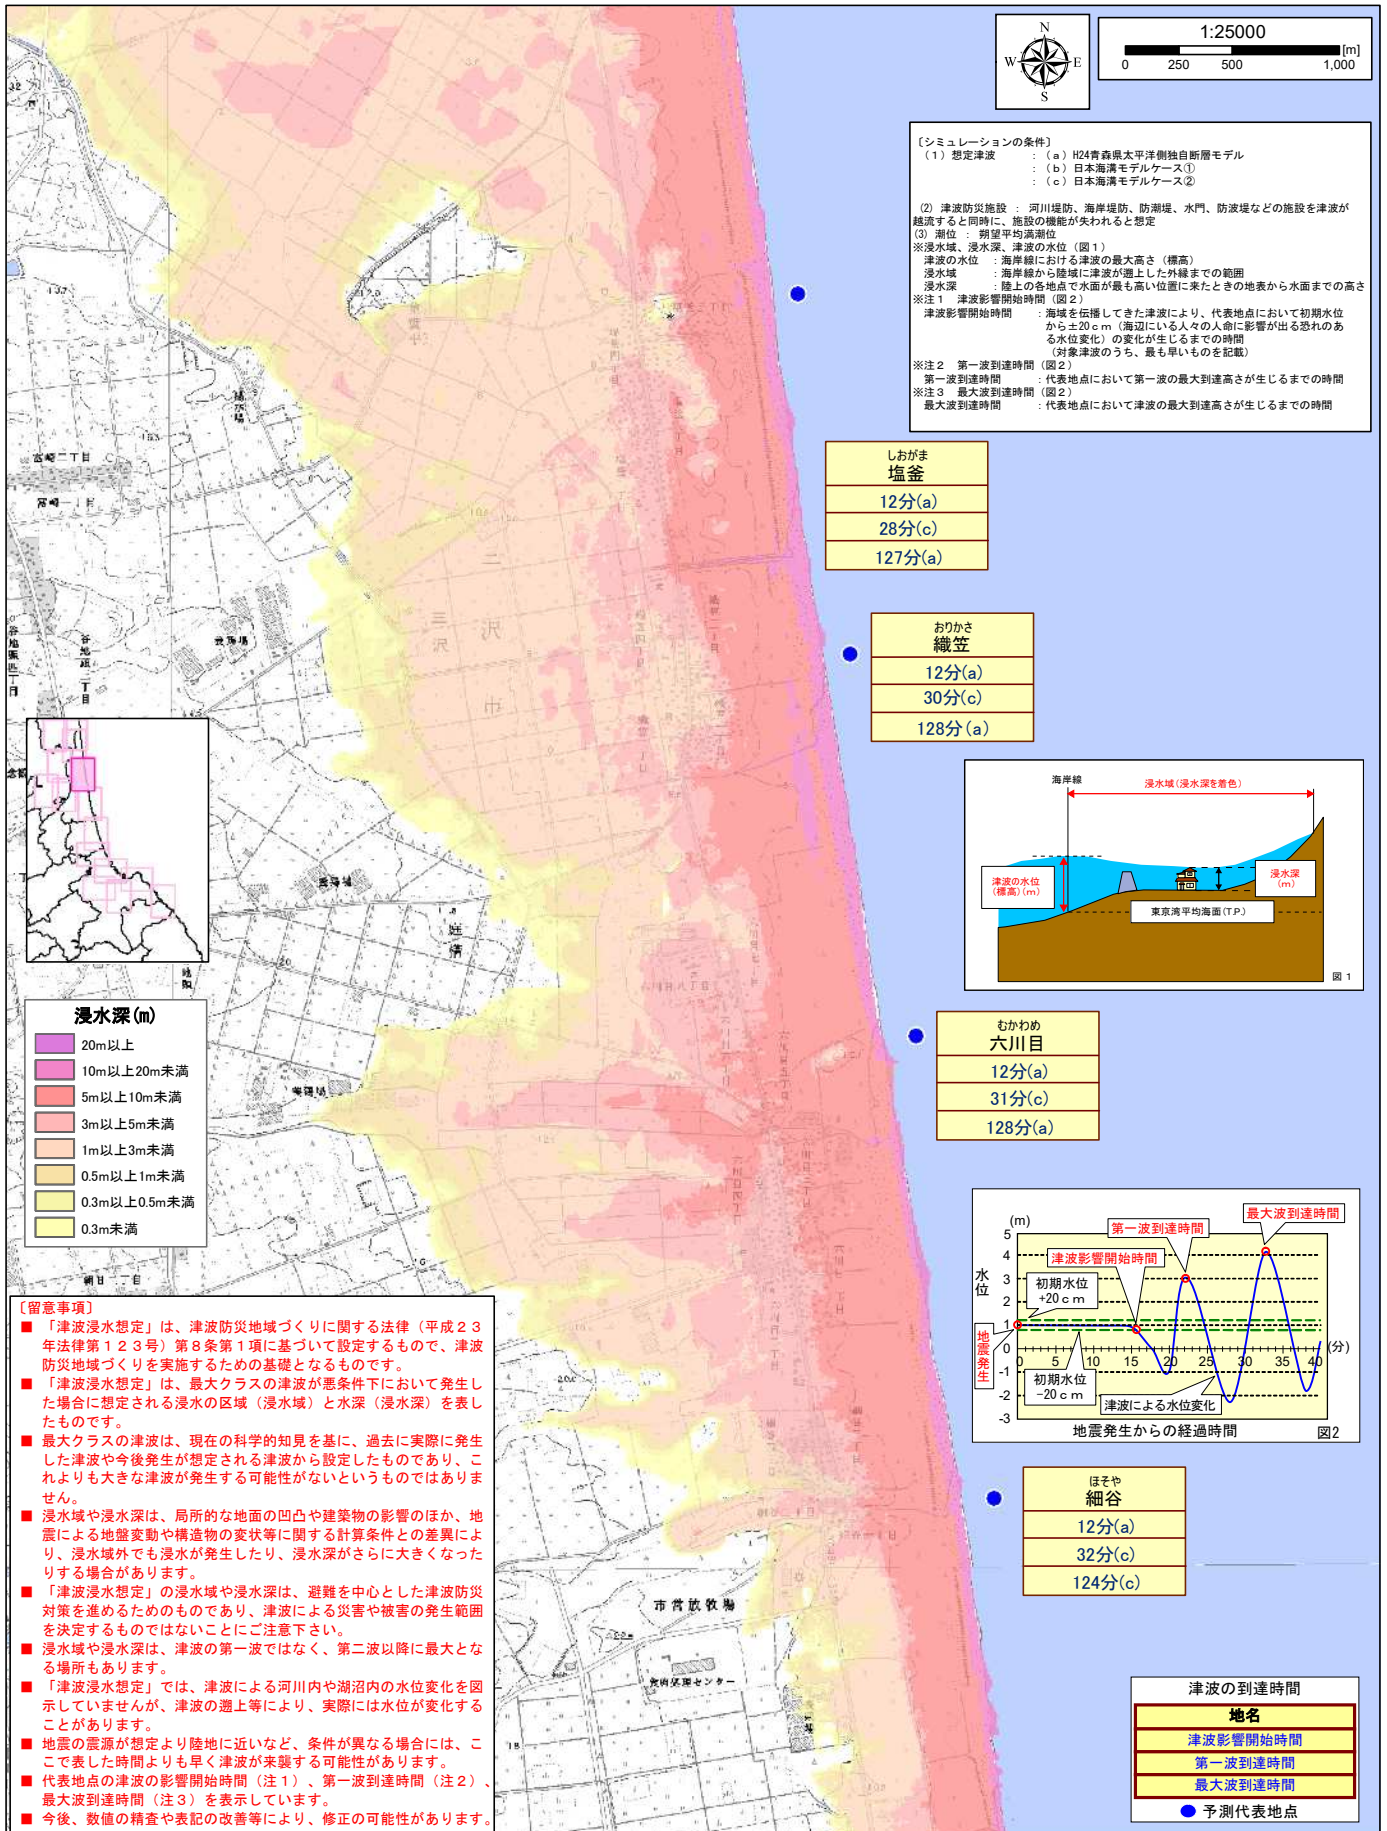 N
W
E
S
1:25000
[m]
0 250 500 1,000
〔シミュレーションの条件〕
(1)想定津波 :(a)H24青森県太平洋側独自断層モデル
:(b)日本海溝モデルケース①
:(c)日本海溝モデルケース②
(2) 津波防災施設 : 河川堤防、海岸堤防、防潮堤、水門、防波堤などの施設を津波が
越流すると同時に、施設の機能が失われると想定
(3) 潮位 : 朔望平均満潮位
※浸水域、浸水深、津波の水位(図1)
津波の水位 :海岸線における津波の最大高さ(標高)
浸水域 :海岸線から陸域に津波が遡上した外縁までの範囲
浸水深 :陸上の各地点で水面が最も高い位置に来たときの地表から水面までの高さ
※注1 津波影響開始時間(図2)
津波影響開始時間 :海域を伝播してきた津波により、代表地点において初期水位
から±20cm(海辺にいる人々の人命に影響が出る恐れのあ
る水位変化)の変化が生じるまでの時間
(対象津波のうち、最も早いものを記載)
※注2 第一波到達時間(図2)
第一波到達時間 :代表地点において第一波の最大到達高さが生じるまでの時間
※注3 最大波到達時間(図2)
最大波到達時間 :代表地点において津波の最大到達高さが生じるまでの時間
しおがま
塩釜
12分(a)
28分(c)
127分(a)
おりかさ
織笠
12分(a)
30分(c)
128分(a)
海岸線
浸水域(浸水深を着色)
津波の水位
(標高)(m)
浸水深
(m)
東京湾平均海面(T.P.)
図1
むかわめ
六川目
12分(a)
31分(c)
128分(a)
(m)
水位
5
4
3
2
1
0
-1
-2
-3
第一波到達時間
最大波到達時間
津波影響開始時間
初期水位
+20cm
地震発生
初期水位
-20cm
津波による水位変化
0 5 10 15 20 25 30 35 40
(分)
地震発生からの経過時間
図2
ほそや
細谷
12分(a)
32分(c)
124分(c)
津波の到達時間
地名
津波影響開始時間
第一波到達時間
最大波到達時間
予測代表地点
富崎二丁目
富崎一丁目
養鶏場
三沢
三沢市
庭構
朝日二丁目
市営放牧場
食肉処理センター
浸水深(m)
20m以上
10m以上20m未満
5m以上10m未満
3m以上5m未満
1m以上3m未満
0.5m以上1m未満
0.3m以上0.5m未満
0.3m未満
〔留意事項〕
■ 「津波浸水想定」は、津波防災地域づくりに関する法律(平成23
年法律第123号)第8条第1項に基づいて設定するもので、津波
防災地域づくりを実施するための基礎となるものです。
■ 「津波浸水想定」は、最大クラスの津波が悪条件下において発生し
た場合に想定される浸水の区域(浸水域)と水深(浸水深)を表し
たものです。
■ 最大クラスの津波は、現在の科学的知見を基に、過去に実際に発生
した津波や今後発生が想定される津波から設定したものであり、こ
れよりも大きな津波が発生する可能性がないというものではありま
せん。
■ 浸水域や浸水深は、局所的な地面の凹凸や建築物の影響のほか、地
震による地盤変動や構造物の変状等に関する計算条件との差異によ
り、浸水域外でも浸水が発生したり、浸水深がさらに大きくなった
りする場合があります。
■ 「津波浸水想定」の浸水域や浸水深は、避難を中心とした津波防災
対策を進めるためのものであり、津波による災害や被害の発生範囲
を決定するものではないことにご注意下さい。
■ 浸水域や浸水深は、津波の第一波ではなく、第二波以降に最大とな
る場所もあります。
■ 「津波浸水想定」では、津波による河川内や湖沼内の水位変化を図
示していませんが、津波の遡上等により、実際には水位が変化する
ことがあります。
■ 地震の震源が想定より陸地に近いなど、条件が異なる場合には、こ
こで表した時間よりも早く津波が来襲する可能性があります。
■ 代表地点の津波の影響開始時間(注1)、第一波到達時間(注2)、
最大波到達時間(注3)を表示しています。
■ 今後、数値の精査や表記の改善等により、修正の可能性があります。